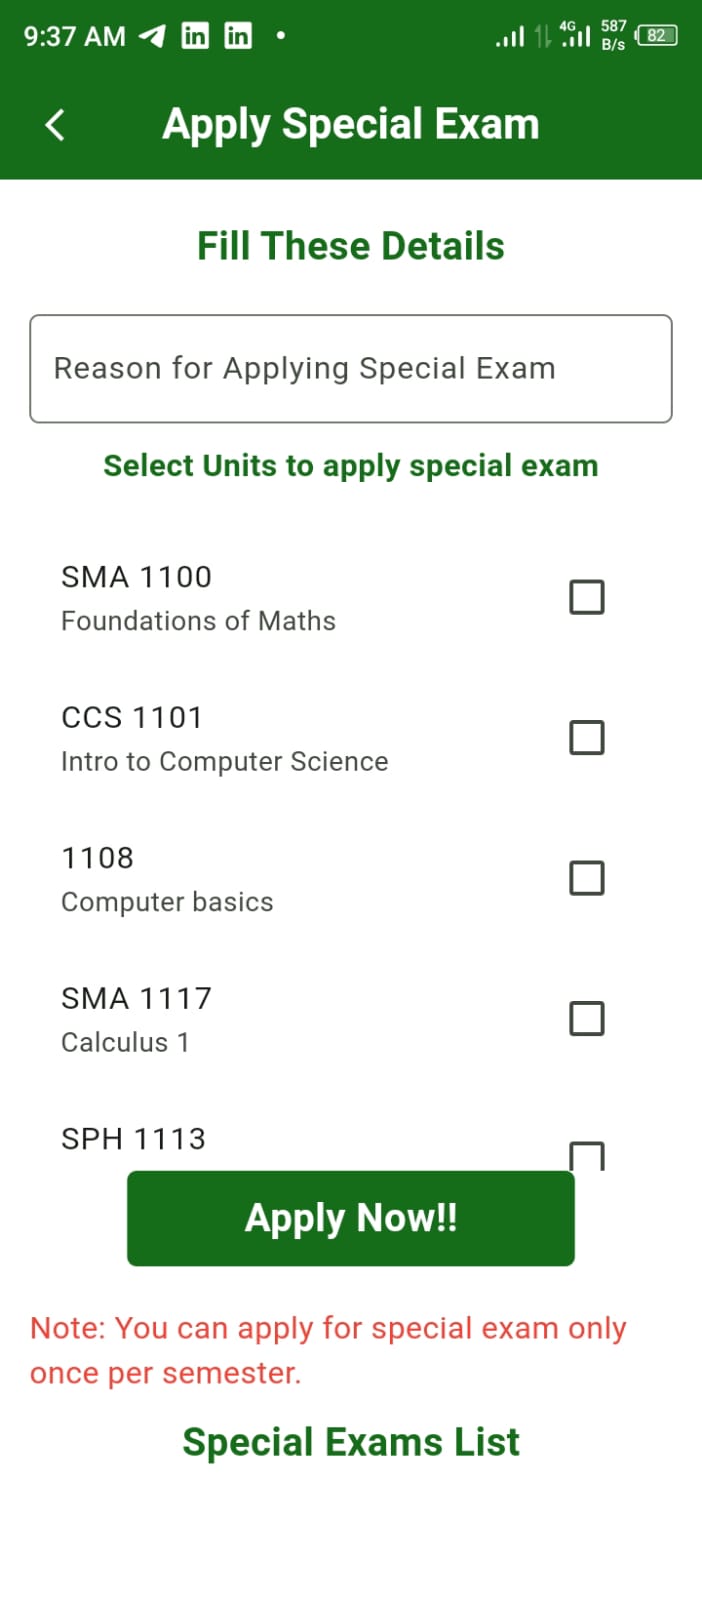 9:37 AM in in 4G 587 B/s 82
Apply Special Exam
Fill These Details
Reason for Applying Special Exam
Select Units to apply special exam
SMA 1100
Foundations of Maths
CCS 1101
Intro to Computer Science
1108
Computer basics
SMA 1117
Calculus 1
SPH 1113
Apply Now!!
Note: You can apply for special exam only
once per semester.
Special Exams List